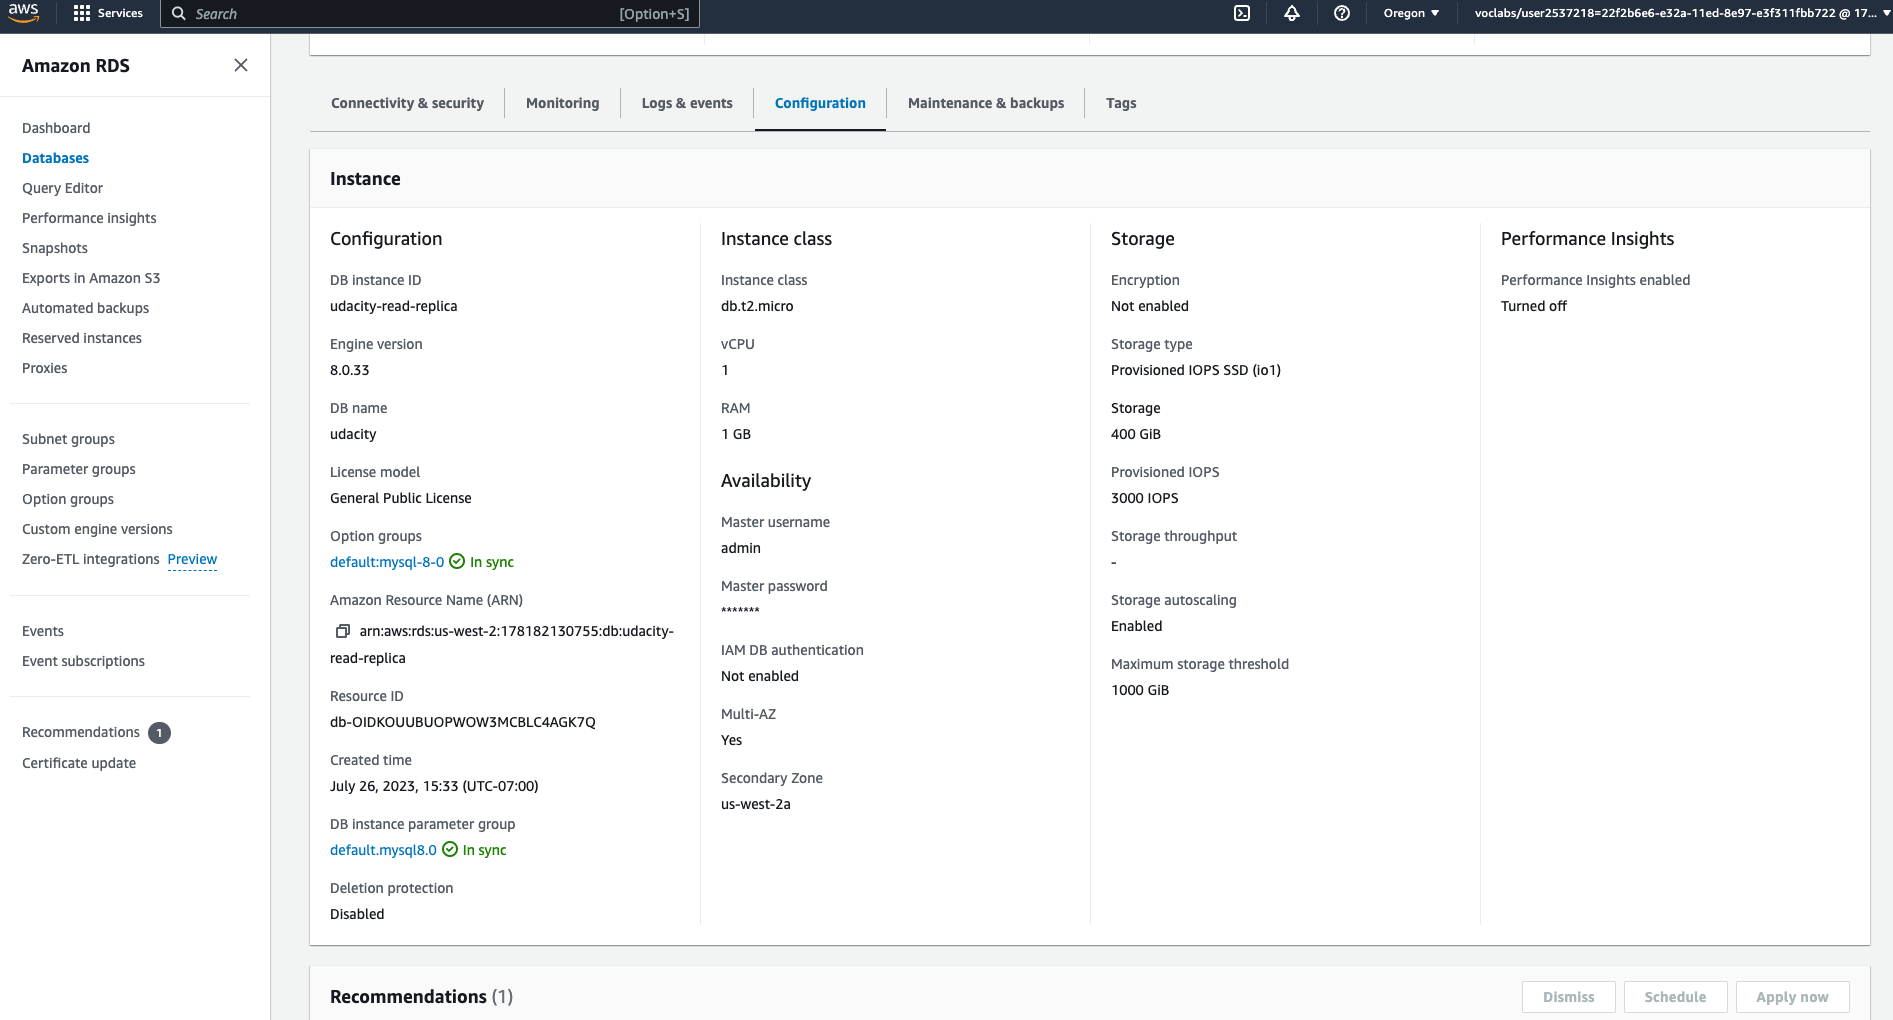 aws
Services
Search
[Option+S]
Oregon
voclabs/user2537218=22f2b6e6-e32a-11ed-8e97-e3f311fbb722 @ 17...
Amazon RDS
Dashboard
Databases
Query Editor
Performance insights
Snapshots
Exports in Amazon S3
Automated backups
Reserved instances
Proxies
Subnet groups
Parameter groups
Option groups
Custom engine versions
Zero-ETL integrations Preview
Events
Event subscriptions
Recommendations 1
Certificate update
Connectivity & security
Monitoring
Logs & events
Configuration
Maintenance & backups
Tags
Instance
Configuration
DB instance ID
udacity-read-replica
Engine version
8.0.33
DB name
udacity
License model
General Public License
Option groups
default:mysql-8-0 In sync
Amazon Resource Name (ARN)
arn:aws:rds:us-west-2:178182130755:db:udacity-
read-replica
Resource ID
db-OIDKOUUBUOPWOW3MCBLC4AGK7Q
Created time
July 26, 2023, 15:33 (UTC-07:00)
DB instance parameter group
default.mysql8.0 In sync
Deletion protection
Disabled
Instance class
Instance class
db.t2.micro
vCPU
1
RAM
1 GB
Availability
Master username
admin
Master password
*******
IAM DB authentication
Not enabled
Multi-AZ
Yes
Secondary Zone
us-west-2a
Storage
Encryption
Not enabled
Storage type
Provisioned IOPS SSD (io1)
Storage
400 GiB
Provisioned IOPS
3000 IOPS
Storage throughput
-
Storage autoscaling
Enabled
Maximum storage threshold
1000 GiB
Performance Insights
Performance Insights enabled
Turned off
Recommendations (1)
Dismiss
Schedule
Apply now